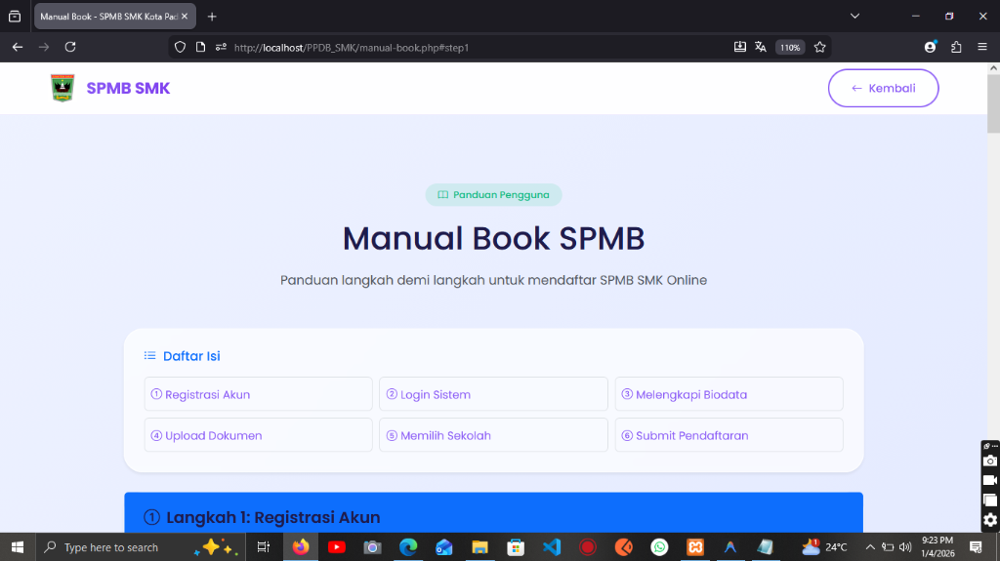 Manual Book - SPMB SMK Kota Pad
http://localhost/PPDB_SMK/manual-book.php#step1
110%
SPMB SMK
← Kembali
Panduan Pengguna
Manual Book SPMB
Panduan langkah demi langkah untuk mendaftar SPMB SMK Online
Daftar Isi
① Registrasi Akun
② Login Sistem
③ Melengkapi Biodata
④ Upload Dokumen
⑤ Memilih Sekolah
⑥ Submit Pendaftaran
① Langkah 1: Registrasi Akun
Type here to search
24°C
9:23 PM
1/4/2026